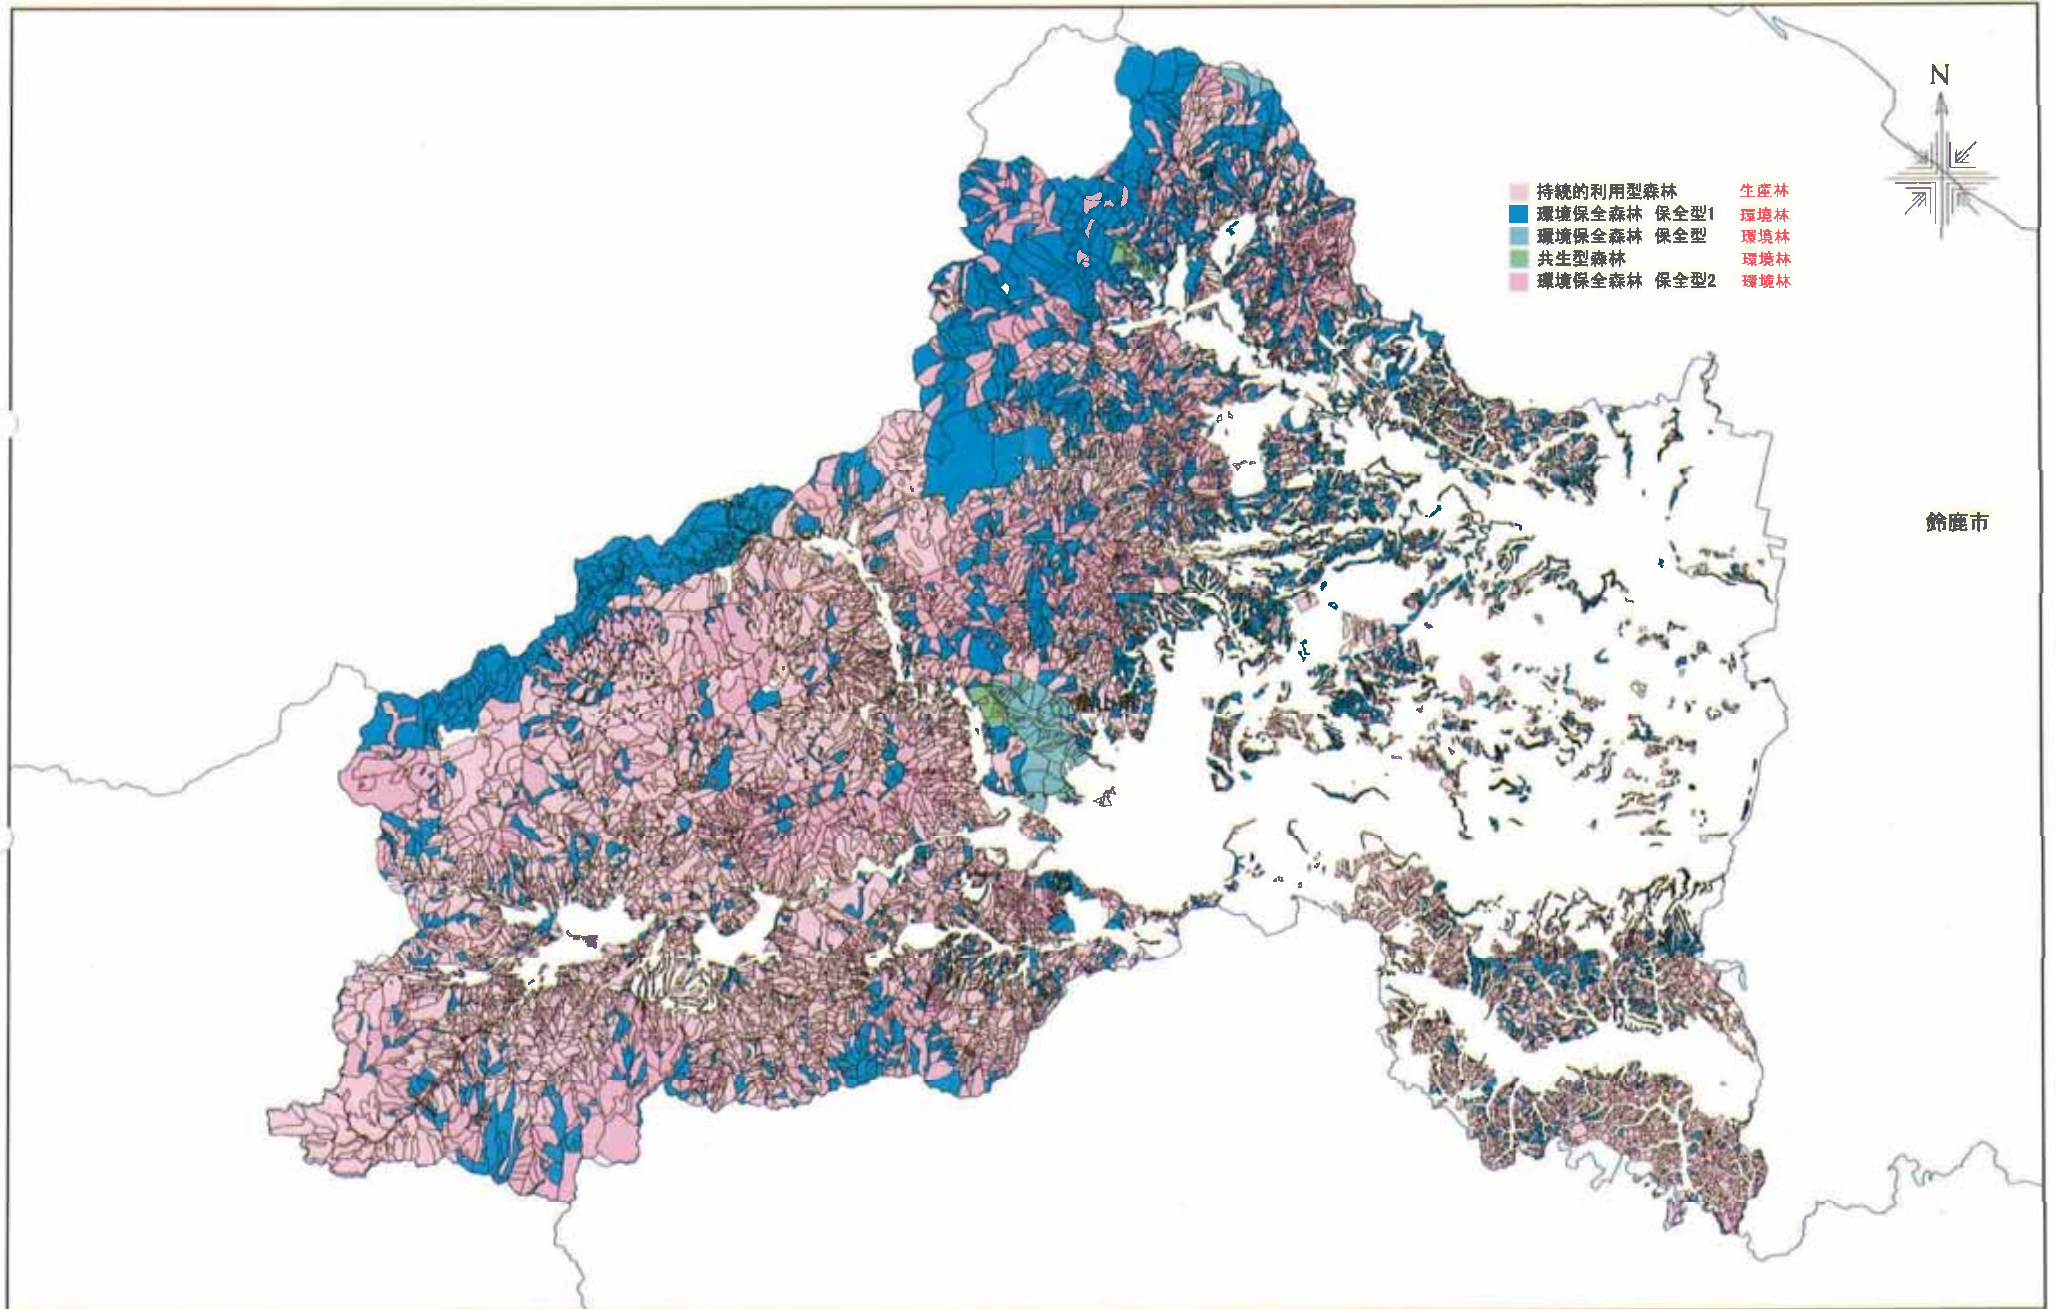 N
持続的利用型森林 生産林
環境保全森林 保全型1 環境林
環境保全森林 保全型 環境林
共生型森林 環境林
環境保全森林 保全型2 環境林
鈴鹿市